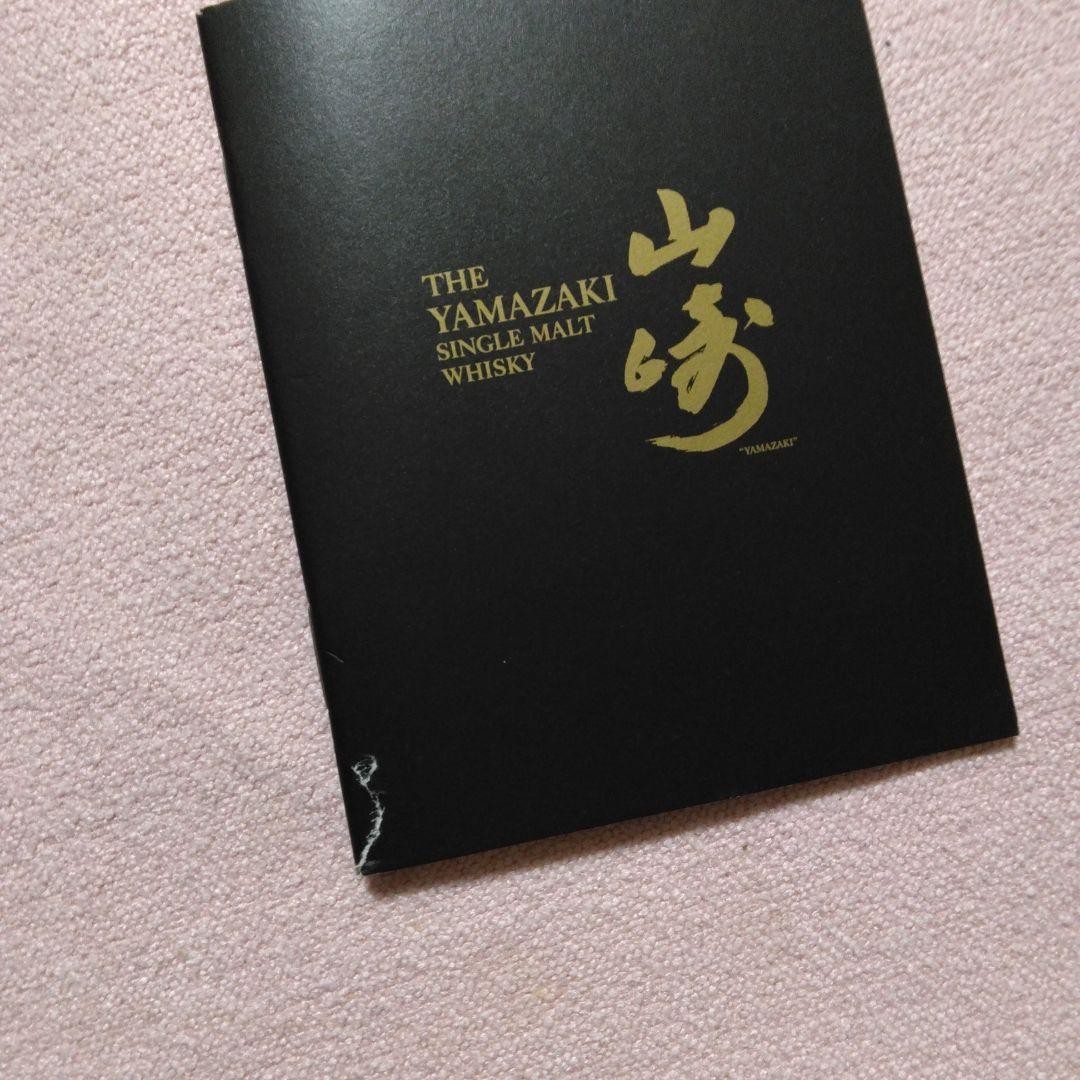 THE
YAMAZAKI
SINGLE MALT
WHISKY
山崎
"YAMAZAKI"